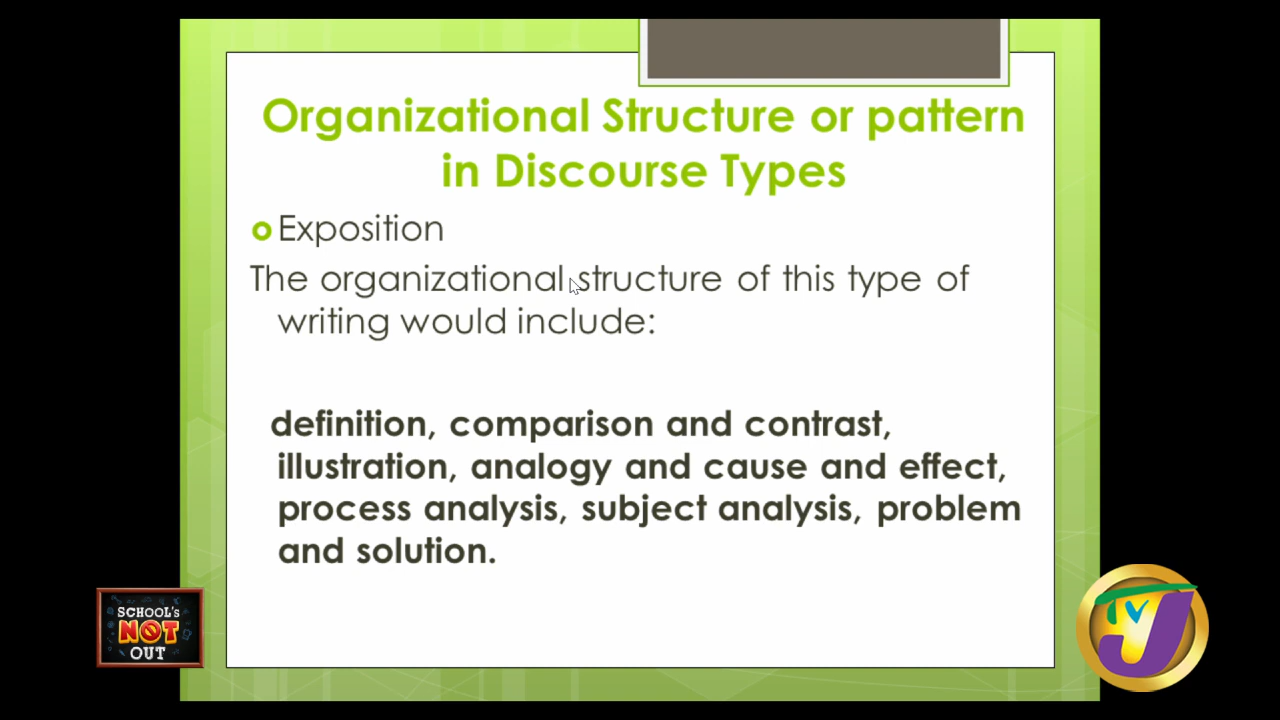 Organizational Structure or pattern
in Discourse Types
Exposition
The organizational structure of this type of
writing would include:
definition, comparison and contrast,
illustration, analogy and cause and effect,
process analysis, subject analysis, problem
and solution.
SCHOOL'S
NOT
OUT
TVJ